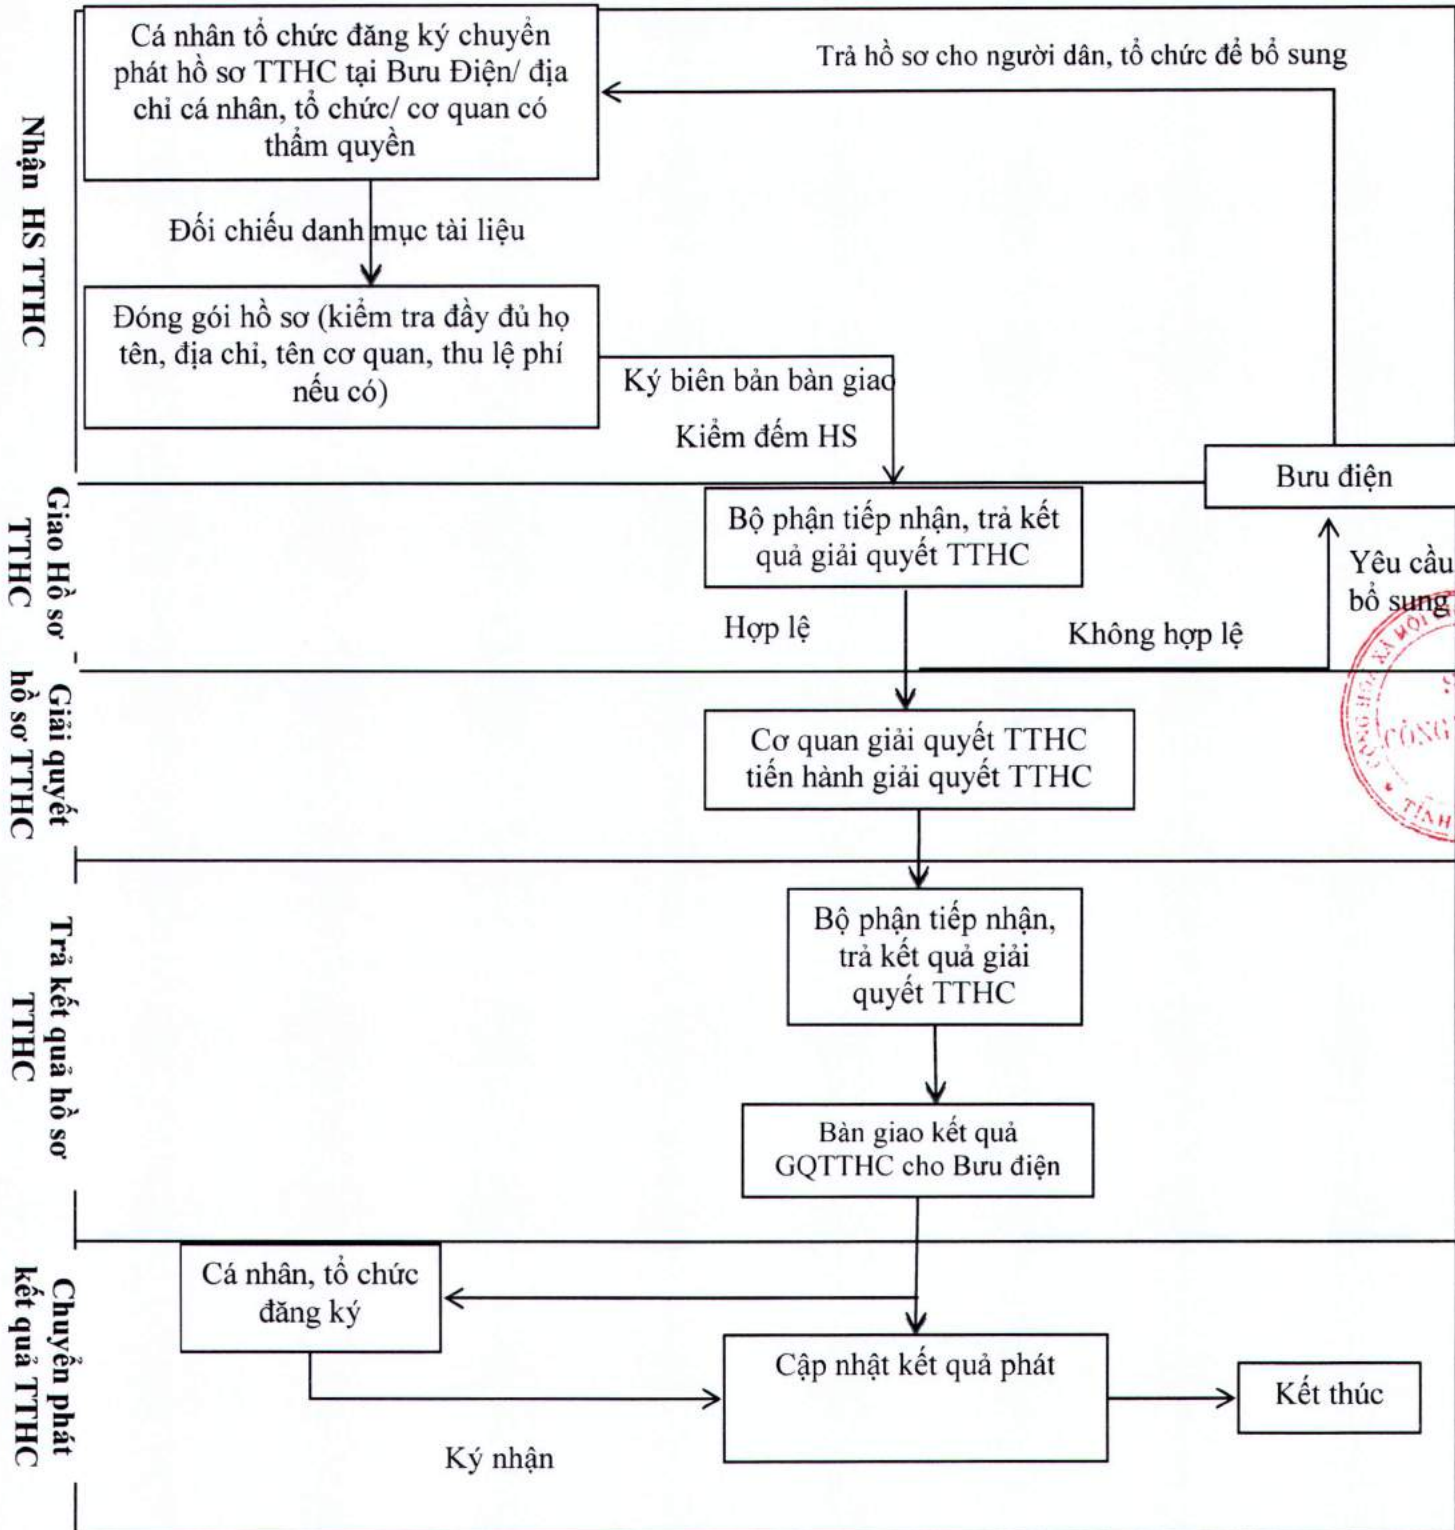 Cá nhân tổ chức đăng ký chuyển
phát hồ sơ TTHC tại Bưu Điện/ địa
chỉ cá nhân, tổ chức/ cơ quan có
thẩm quyền
Trả hồ sơ cho người dân, tổ chức để bổ sung
Nhận HS TTHC
Đối chiếu danh mục tài liệu
Đóng gói hồ sơ (kiểm tra đầy đủ họ
tên, địa chỉ, tên cơ quan, thu lệ phí
nếu có)
Ký biên bản bàn giao
Kiểm đếm HS
Bưu điện
Giao Hồ sơ
TTHC
Bộ phận tiếp nhận, trả kết
quả giải quyết TTHC
Yêu cầu
bổ sung
Hợp lệ
Không hợp lệ
Giải quyết
hồ sơ TTHC
Cơ quan giải quyết TTHC
tiến hành giải quyết TTHC
CỘNG HÒA XÃ HỘI
CÔNG
TỈNH
Trả kết quả hồ sơ
TTHC
Bộ phận tiếp nhận,
trả kết quả giải
quyết TTHC
Bàn giao kết quả
GQTTHC cho Bưu điện
Chuyển phát
kết quả TTHC
Cá nhân, tổ chức
đăng ký
Cập nhật kết quả phát
Kết thúc
Ký nhận